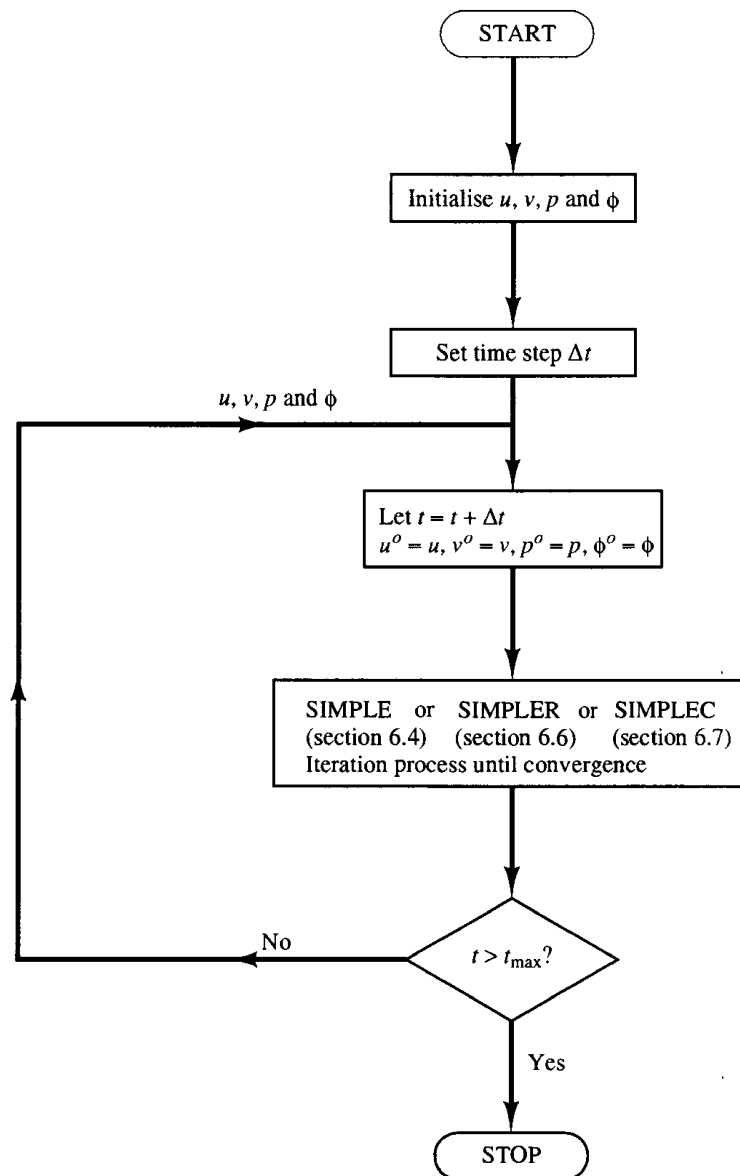 START
Initialise u, v, p and ϕ
Set time step Δt
u, v, p and ϕ
Let t = t + Δt
u° = u, v° = v, p° = p, ϕ° = ϕ
SIMPLE or SIMPLER or SIMPLEC
(section 6.4) (section 6.6) (section 6.7)
Iteration process until convergence
No
t > tmax?
Yes
STOP